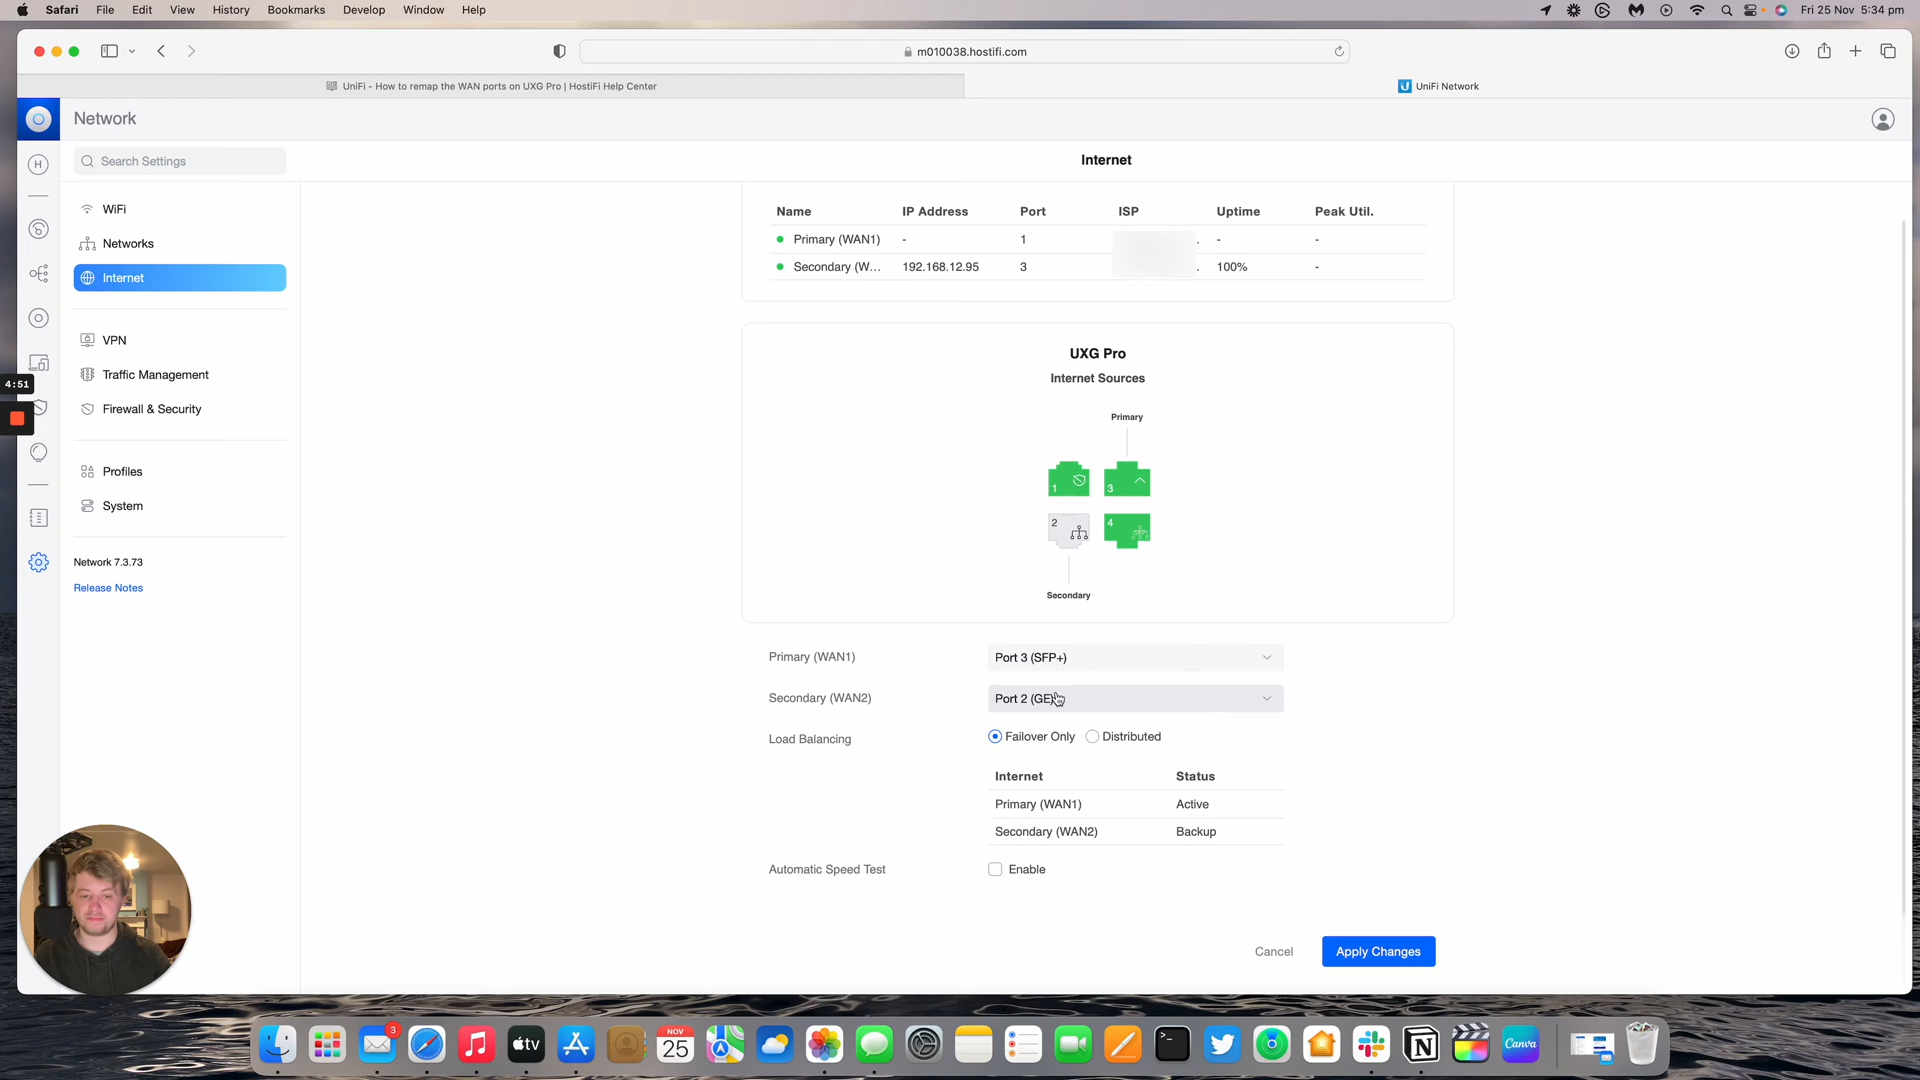 Safari File Edit View History Bookmarks Develop Window Help Fri 25 Nov 5:34 pm
m010038.hostifi.com
UniFi - How to remap the WAN ports on UXG Pro | HostiFi Help Center
U UniFi Network
Network
Search Settings
Internet
H
WiFi
Networks
Internet
VPN
Traffic Management
Firewall & Security
Profiles
System
Network 7.3.73
Release Notes
4:51
Name IP Address Port ISP Uptime Peak Util.
Primary (WAN1) - 1 . - -
Secondary (W... 192.168.12.95 3 . 100% -
UXG Pro
Internet Sources
Primary
1 3
2 4
Secondary
Primary (WAN1) Port 3 (SFP+)
Secondary (WAN2) Port 2 (GE)
Load Balancing Failover Only Distributed
Internet Status
Primary (WAN1) Active
Secondary (WAN2) Backup
Automatic Speed Test Enable
Cancel Apply Changes
3
tv
NOV
25
>_
N
Canva